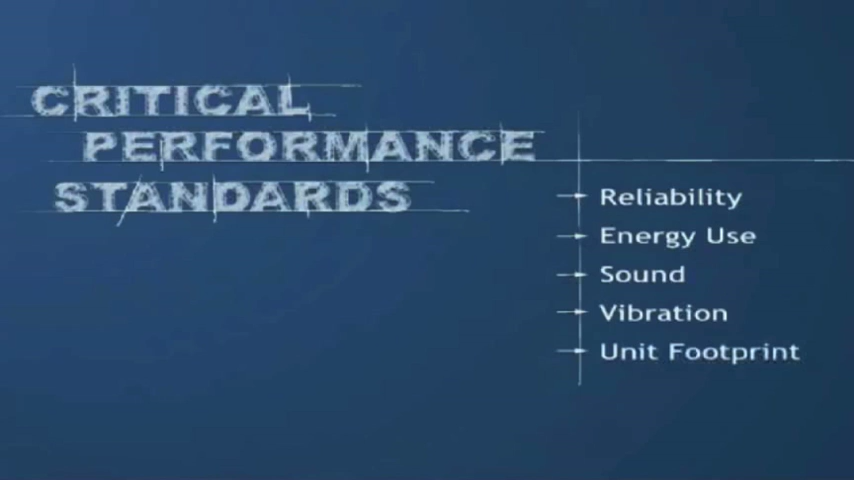 CRITICAL
PERFORMANCE
STANDARDS
Reliability
Energy Use
Sound
Vibration
Unit Footprint